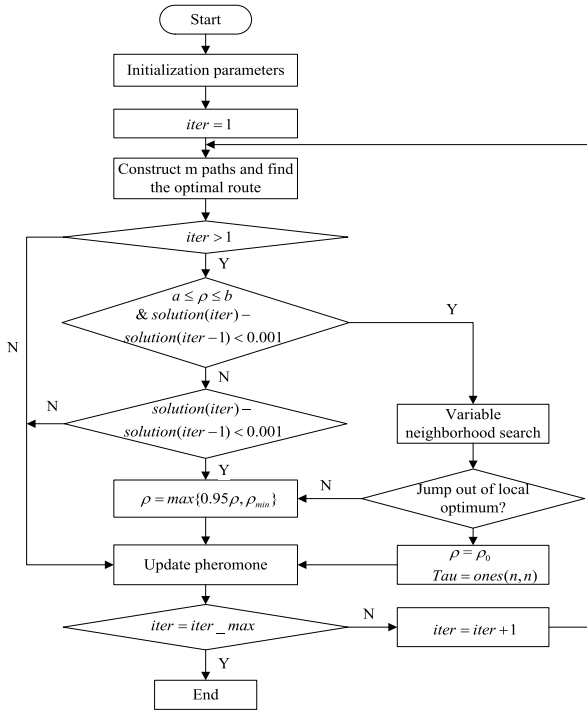 Start
Initialization parameters
iter = 1
Construct m paths and find
the optimal route
iter > 1
Y
N
a ≤ ρ ≤ b
& solution(iter) −
solution(iter −1) < 0.001
Y
N
solution(iter) −
solution(iter −1) < 0.001
N
Y
Variable
neighborhood search
Jump out of local
optimum?
N
Y
ρ = max{0.95ρ, ρmin}
ρ = ρ0
Tau = ones(n, n)
Update pheromone
iter = iter _ max
N
iter = iter +1
Y
End